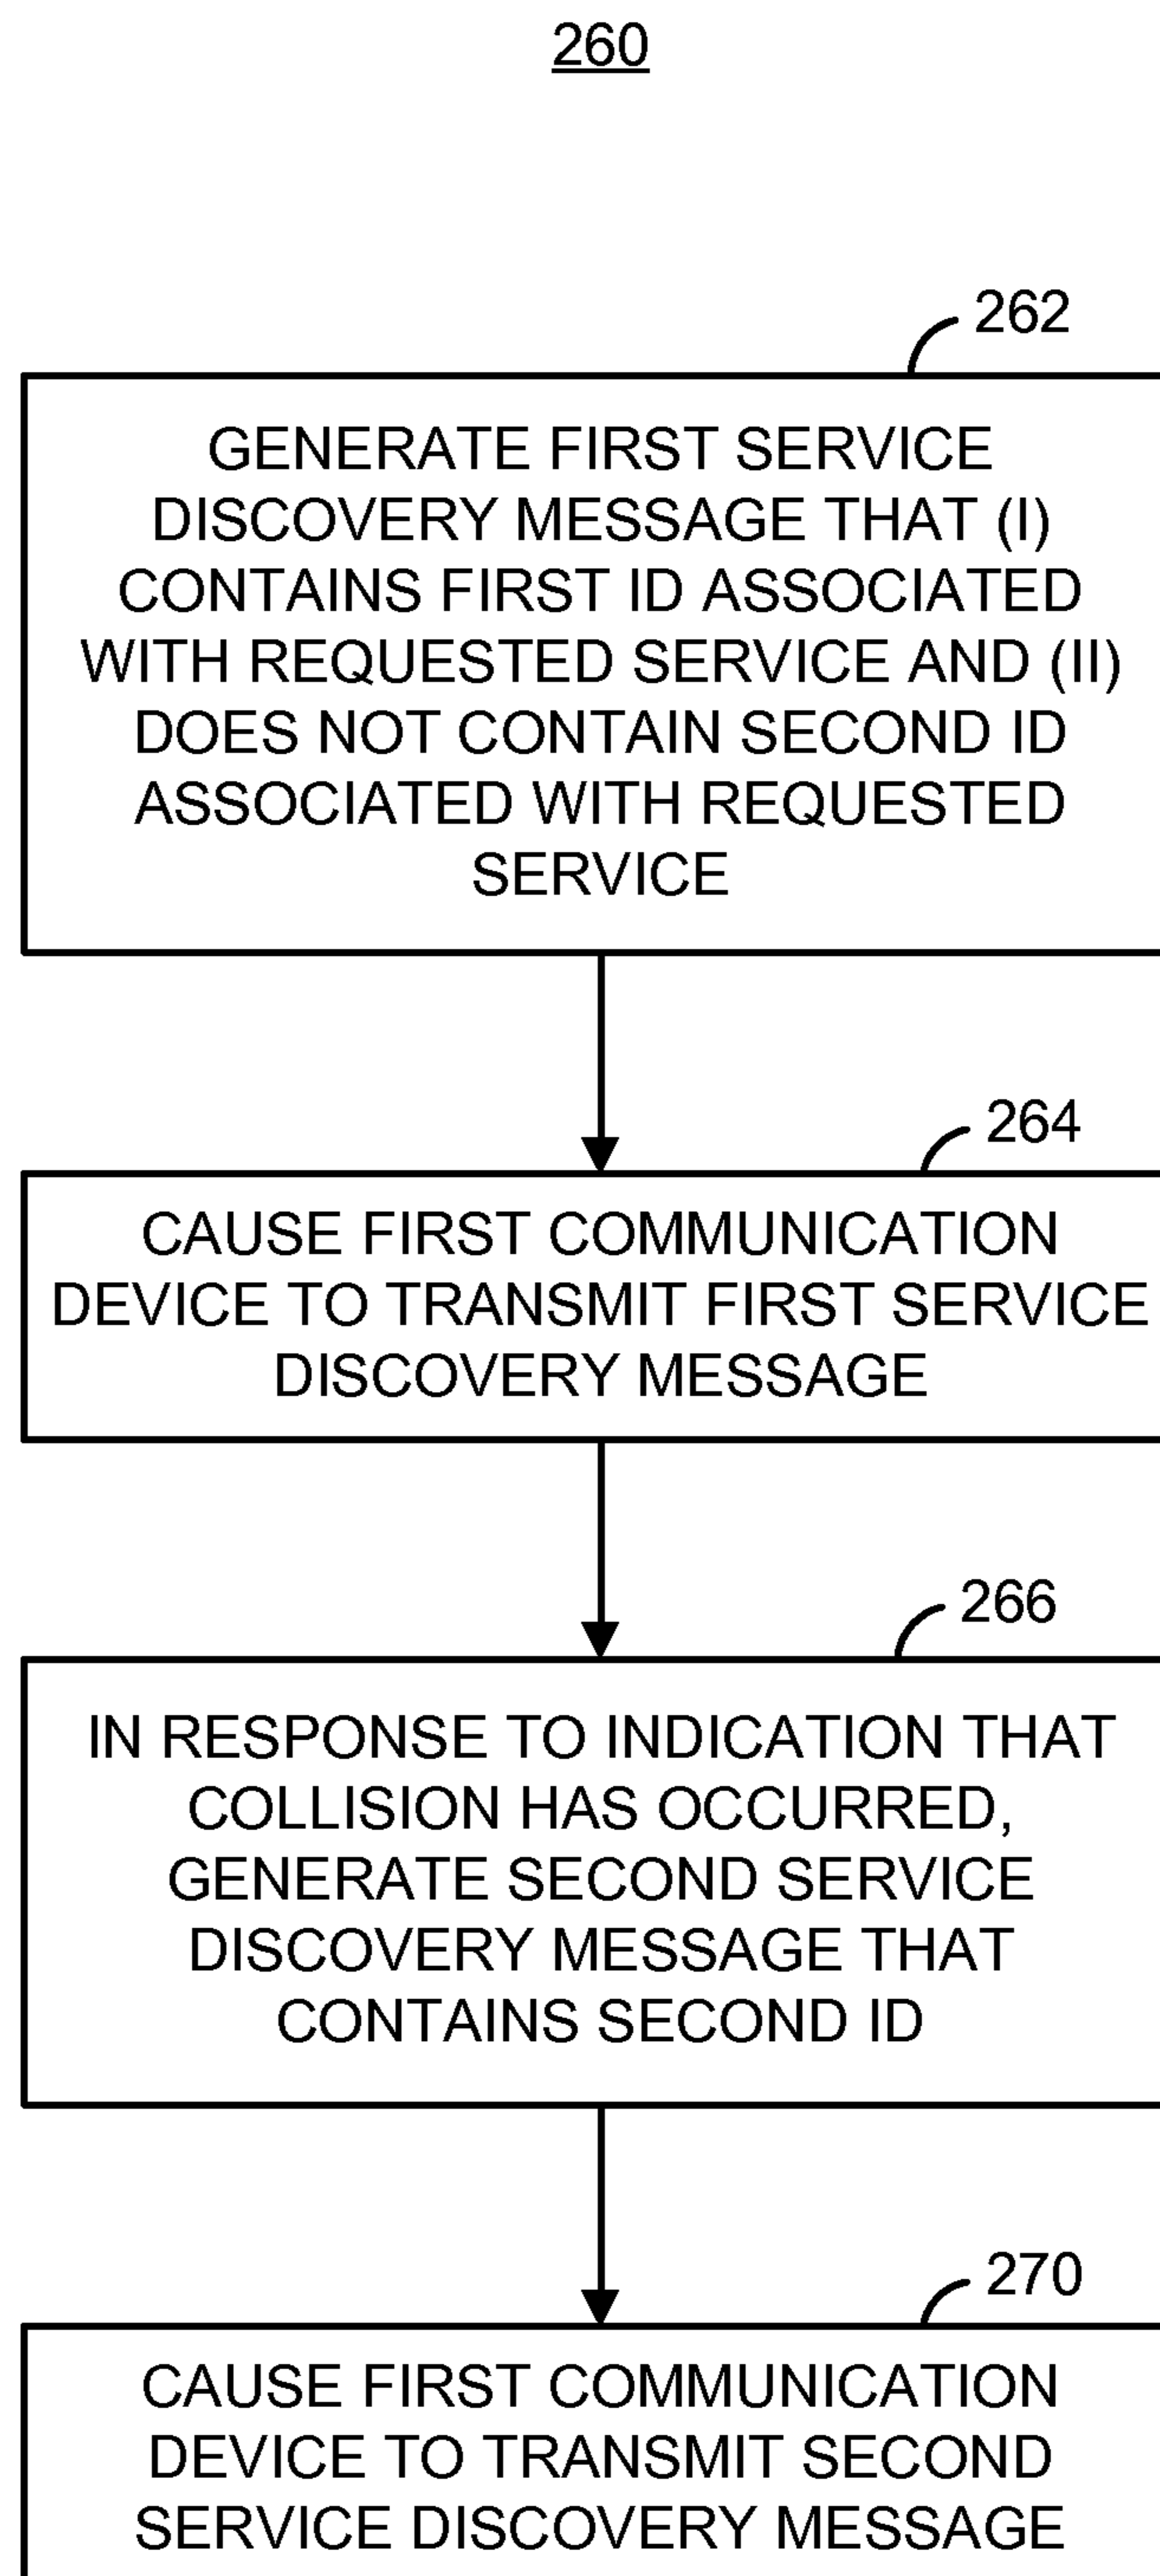 260
262
GENERATE FIRST SERVICE
DISCOVERY MESSAGE THAT (I)
CONTAINS FIRST ID ASSOCIATED
WITH REQUESTED SERVICE AND (II)
DOES NOT CONTAIN SECOND ID
ASSOCIATED WITH REQUESTED
SERVICE
264
CAUSE FIRST COMMUNICATION
DEVICE TO TRANSMIT FIRST SERVICE
DISCOVERY MESSAGE
266
IN RESPONSE TO INDICATION THAT
COLLISION HAS OCCURRED,
GENERATE SECOND SERVICE
DISCOVERY MESSAGE THAT
CONTAINS SECOND ID
270
CAUSE FIRST COMMUNICATION
DEVICE TO TRANSMIT SECOND
SERVICE DISCOVERY MESSAGE